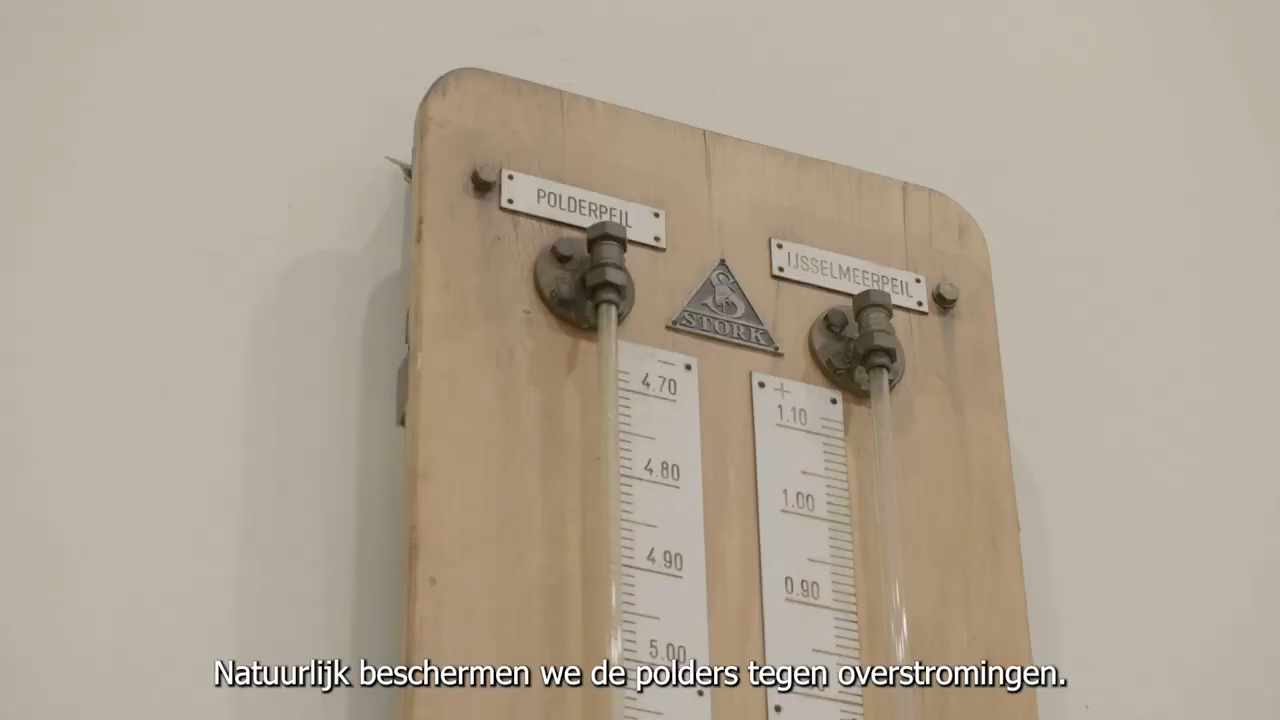 POLDERPEIL
IJSSELMEERPEIL
S
STORK
−
4.70
4.80
4.90
5.00
+
1.10
1.00
0.90
Natuurlijk beschermen we de polders tegen overstromingen.